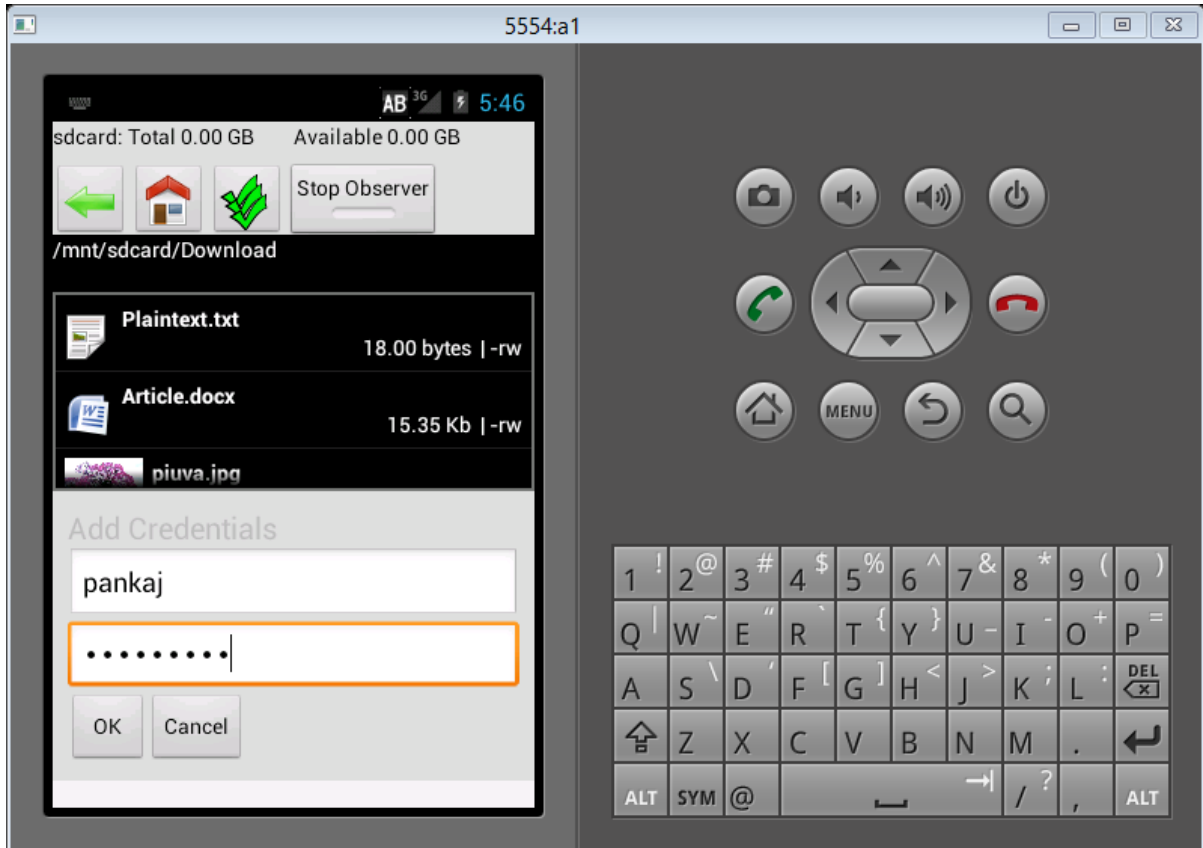 5554:a1
AB 3G 5:46
sdcard: Total 0.00 GB Available 0.00 GB
Stop Observer
/mnt/sdcard/Download
Plaintext.txt
18.00 bytes | -rw
Article.docx
15.35 Kb | -rw
piuva.jpg
Add Credentials
pankaj
•••••••••
OK Cancel
MENU
1 ! 2 @ 3 # 4 $ 5 % 6 ^ 7 & 8 * 9 ( 0 )
Q | W ~ E " R ` T { Y } U - I - O + P =
A S \ D ' F [ G ] H < J > K ; L : DEL
Z X C V B N M .
ALT SYM @ / ? , ALT